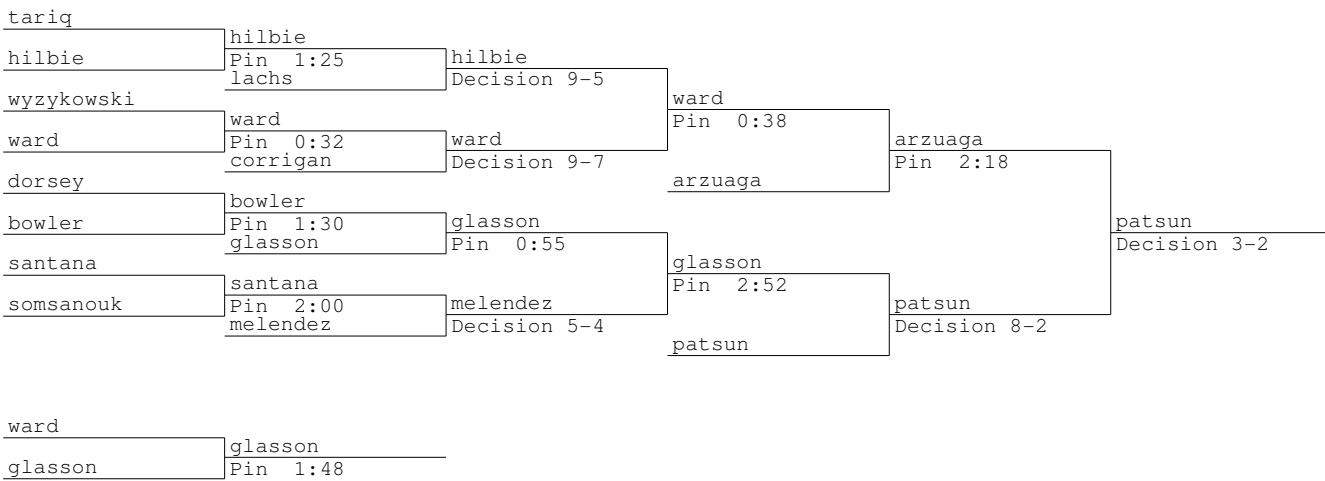 tariq
hilbie
hilbie
Pin 1:25
hilbie
lachs
Decision 9-5
wyzykowski
ward
ward
Pin 0:38
ward
Pin 0:32
ward
arzuaga
corrigan
Decision 9-7
Pin 2:18
dorsey
arzuaga
bowler
bowler
Pin 1:30
glasson
patsun
glasson
Pin 0:55
Decision 3-2
santana
glasson
santana
Pin 2:52
somsanouk
Pin 2:00
melendez
patsun
melendez
Decision 5-4
Decision 8-2
patsun
ward
glasson
glasson
Pin 1:48